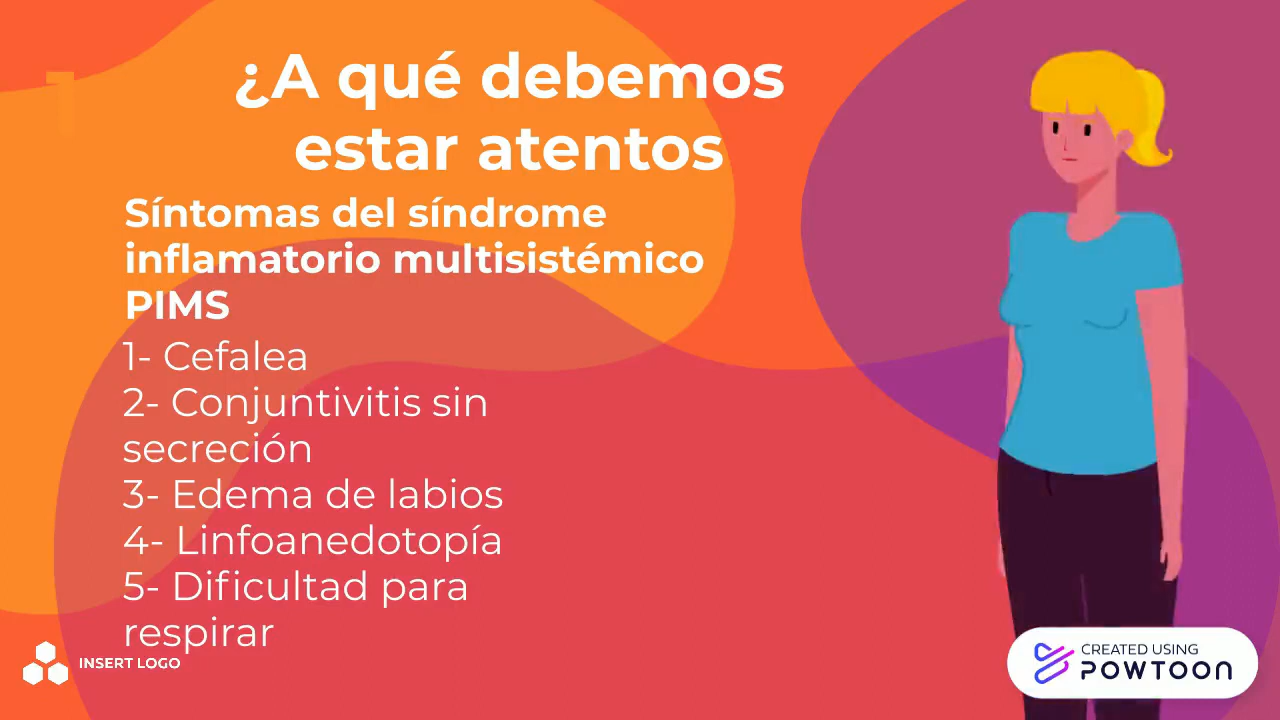 1
¿A qué debemos
estar atentos
Síntomas del síndrome
inflamatorio multisistémico
PIMS
1- Cefalea
2- Conjuntivitis sin
secreción
3- Edema de labios
4- Linfoanedotopía
5- Dificultad para
respirar
INSERT LOGO
CREATED USING
POWTOON